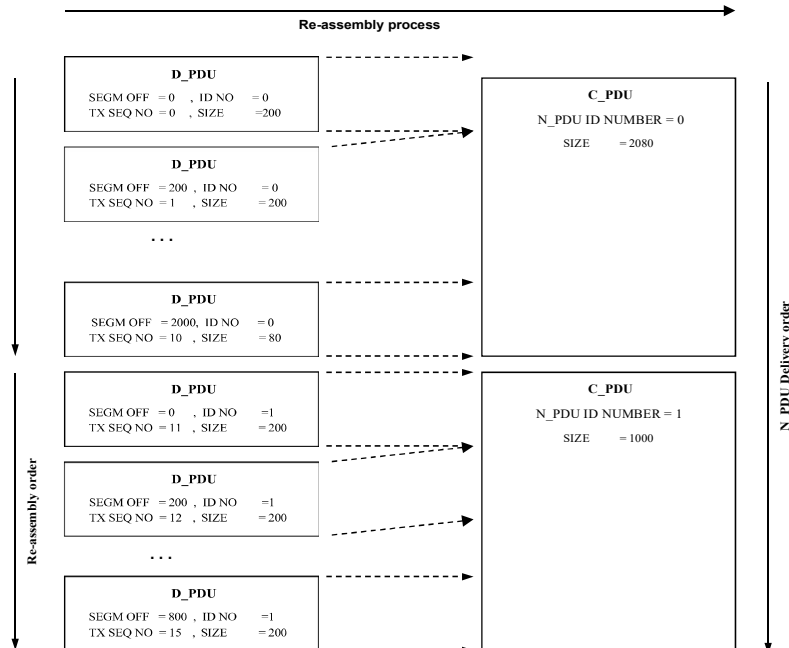 Re-assembly process
D_PDU
SEGM OFF = 0 , ID NO = 0
TX SEQ NO = 0 , SIZE =200
D_PDU
SEGM OFF = 200 , ID NO = 0
TX SEQ NO = 1 , SIZE = 200
...
D_PDU
SEGM OFF = 2000, ID NO = 0
TX SEQ NO = 10 , SIZE = 80
D_PDU
SEGM OFF = 0 , ID NO =1
TX SEQ NO = 11 , SIZE = 200
D_PDU
SEGM OFF = 200 , ID NO =1
TX SEQ NO = 12 , SIZE = 200
...
D_PDU
SEGM OFF = 800 , ID NO =1
TX SEQ NO = 15 , SIZE = 200
C_PDU
N_PDU ID NUMBER = 0
SIZE = 2080
C_PDU
N_PDU ID NUMBER = 1
SIZE = 1000
Re-assembly order
N_PDU Delivery order